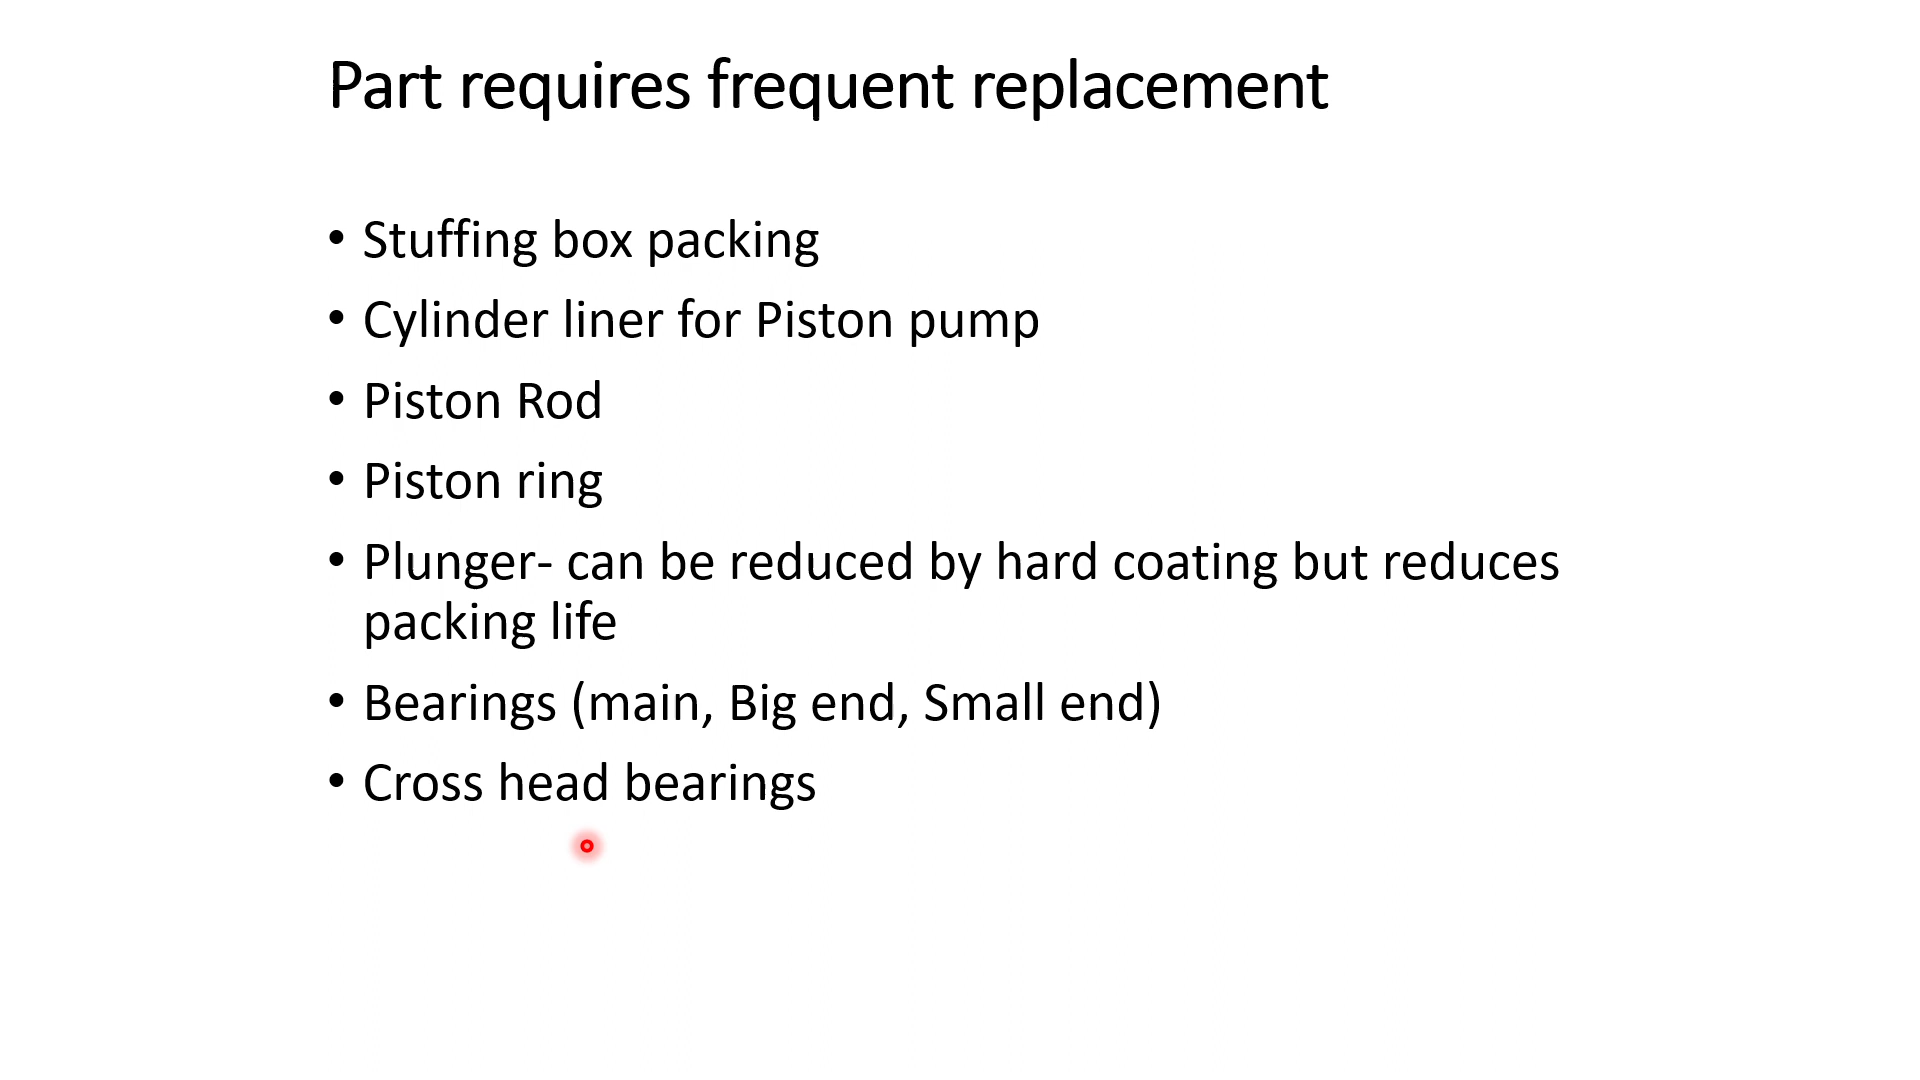 Part requires frequent replacement
• Stuffing box packing
• Cylinder liner for Piston pump
• Piston Rod
• Piston ring
• Plunger- can be reduced by hard coating but reduces
packing life
• Bearings (main, Big end, Small end)
• Cross head bearings